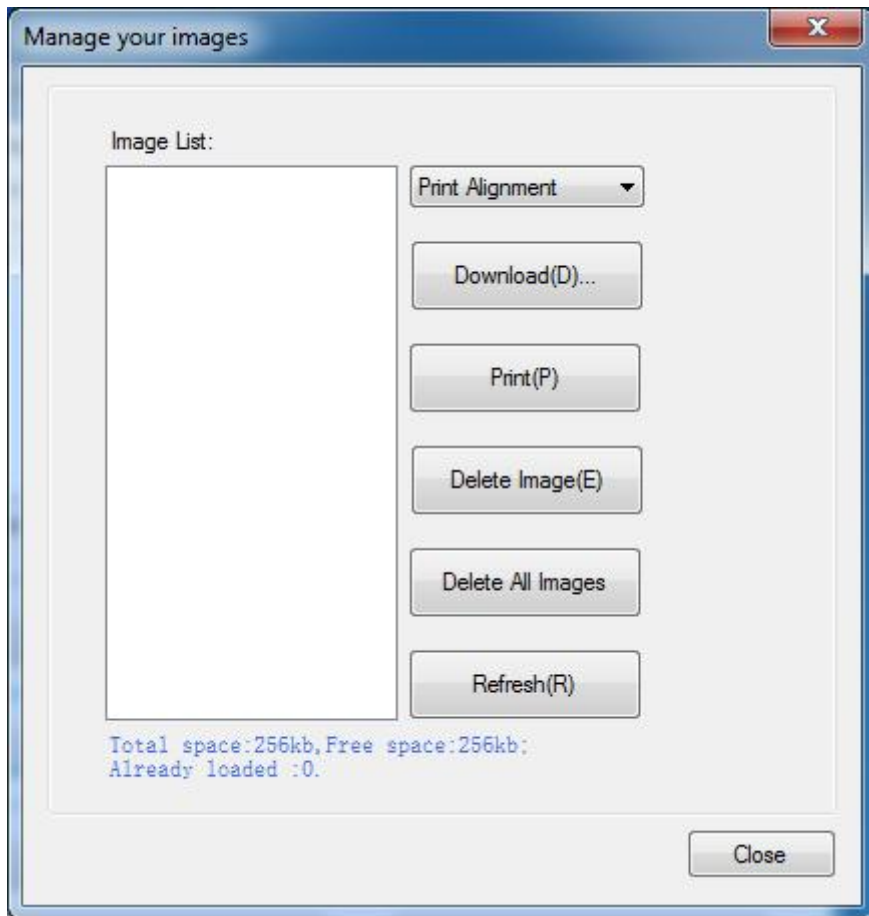 Manage your images
X
Image List:
Print Alignment
Download(D)...
Print(P)
Delete Image(E)
Delete All Images
Refresh(R)
Total space:256kb,Free space:256kb;
Already loaded :0.
Close